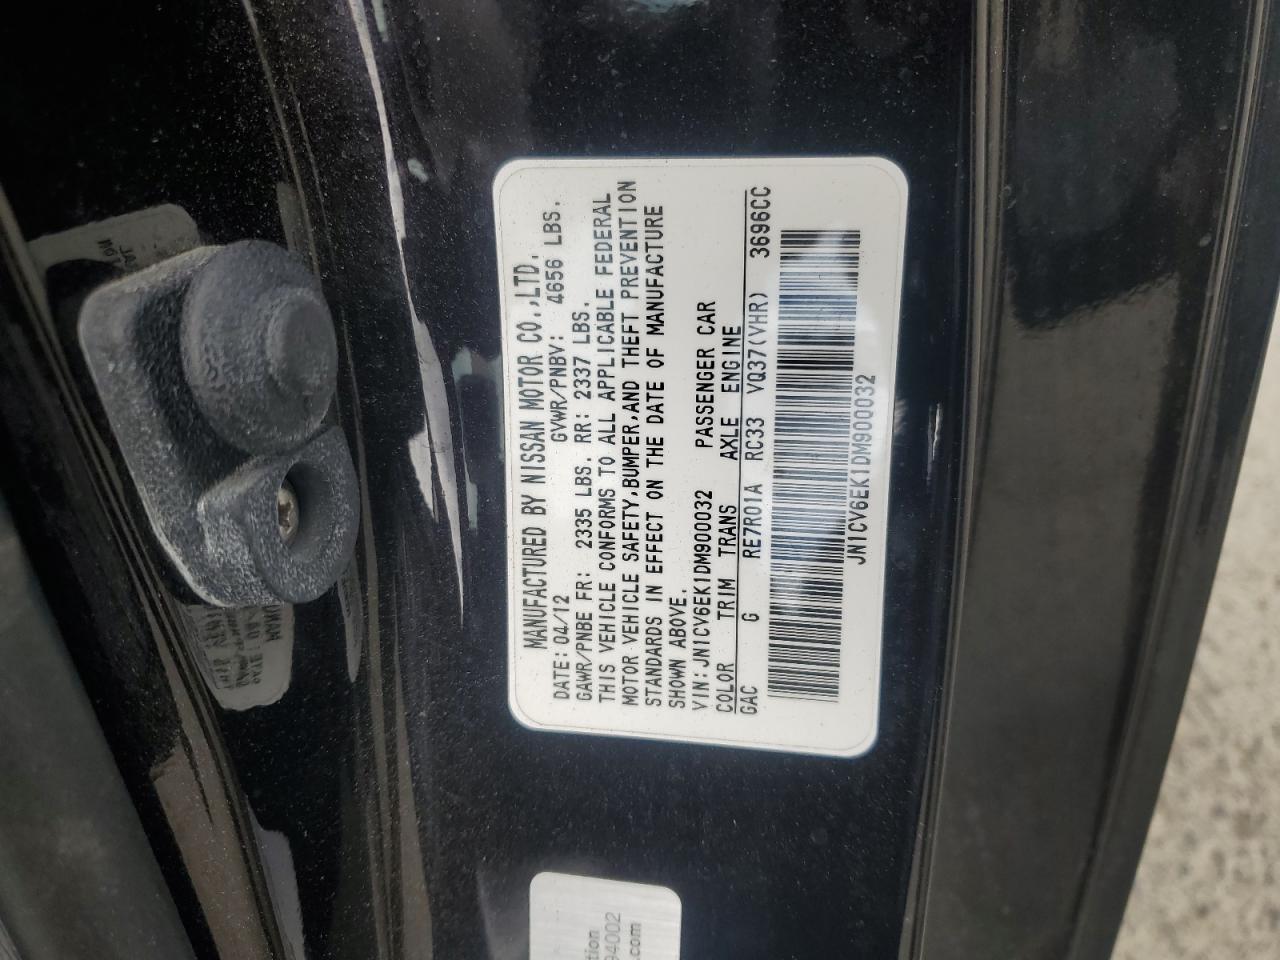 MANUFACTURED BY NISSAN MOTOR CO.,LTD.
DATE: 04/12 GVWR/PNBV: 4656 LBS.
GAWR/PNBE FR: 2335 LBS. RR: 2337 LBS.
THIS VEHICLE CONFORMS TO ALL APPLICABLE FEDERAL
MOTOR VEHICLE SAFETY,BUMPER,AND THEFT PREVENTION
STANDARDS IN EFFECT ON THE DATE OF MANUFACTURE
SHOWN ABOVE.
VIN: JN1CV6EK1DM900032 PASSENGER CAR
COLOR TRIM TRANS AXLE ENGINE
GAC G RE7R01A RC33 VQ37(VHR) 3696CC
JN1CV6EK1DM900032
94002
.com